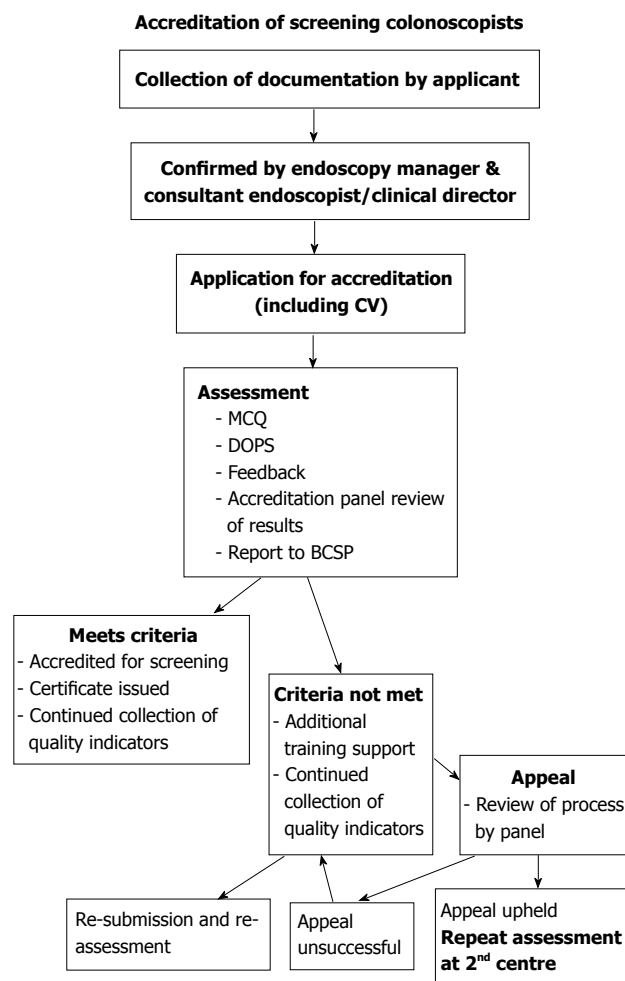 Accreditation of screening colonoscopists
Collection of documentation by applicant
Confirmed by endoscopy manager &
consultant endoscopist/clinical director
Application for accreditation
(including CV)
Assessment
- MCQ
- DOPS
- Feedback
- Accreditation panel review
of results
- Report to BCSP
Meets criteria
- Accredited for screening
- Certificate issued
- Continued collection of
quality indicators
Criteria not met
- Additional
training support
- Continued
collection of
quality indicators
Appeal
- Review of process
by panel
Re-submission and re-
assessment
Appeal
unsuccessful
Appeal upheld
Repeat assessment
at 2nd centre